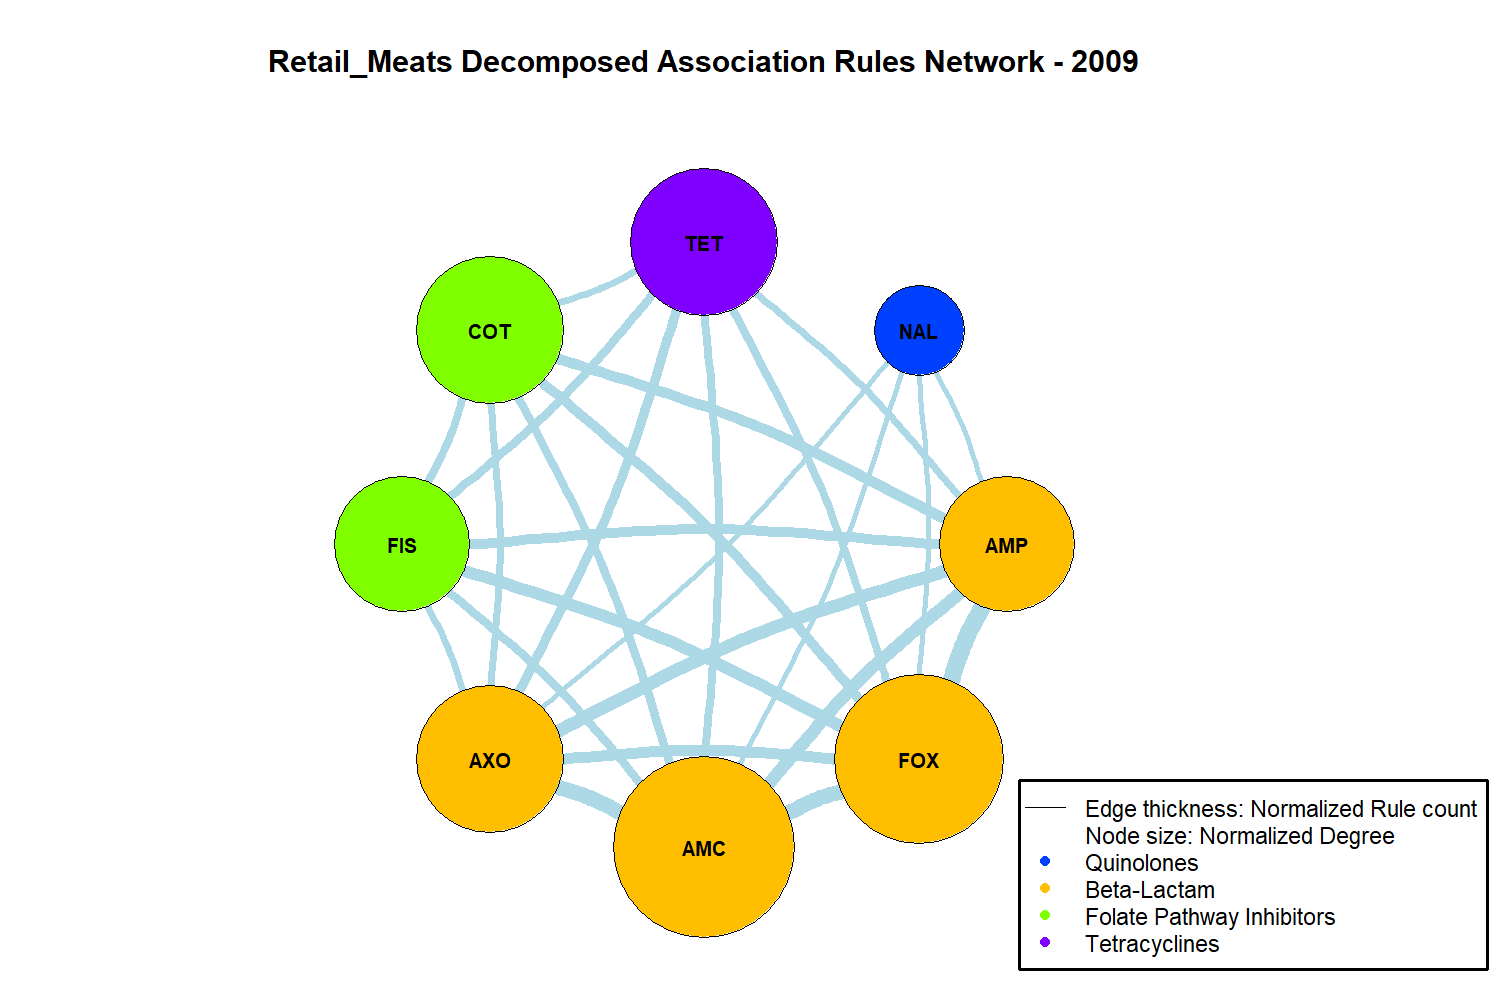 Retail_Meats Decomposed Association Rules Network - 2009
TET
NAL
COT
FIS
AMP
AXO
FOX
AMC
Edge thickness: Normalized Rule count
Node size: Normalized Degree
Quinolones
Beta-Lactam
Folate Pathway Inhibitors
Tetracyclines